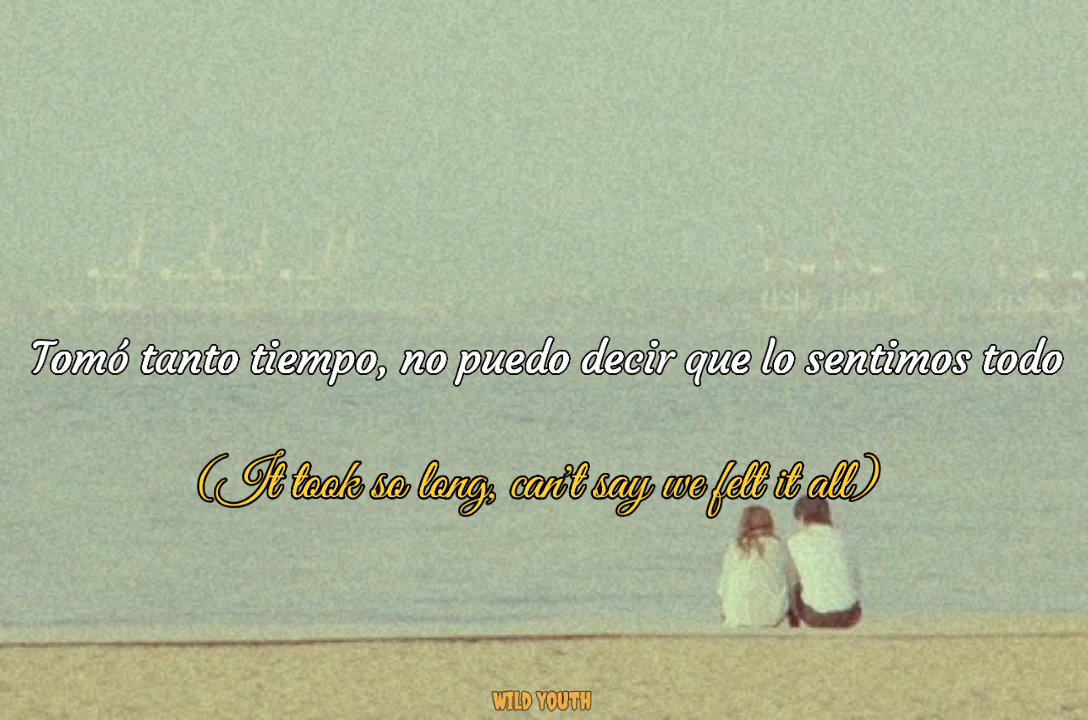 Tomó tanto tiempo, no puedo decir que lo sentimos todo
(It took so long, can't say we felt it all)
WILD YOUTH